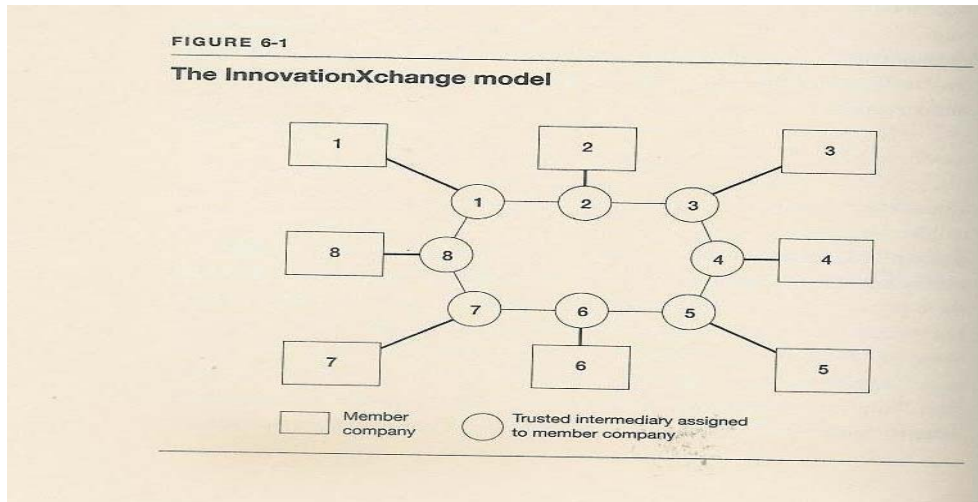 FIGURE 6-1
The InnovationXchange model
1
2
3
1
2
3
8
8
4
4
7
6
5
7
6
5
Member
company
Trusted intermediary assigned
to member company